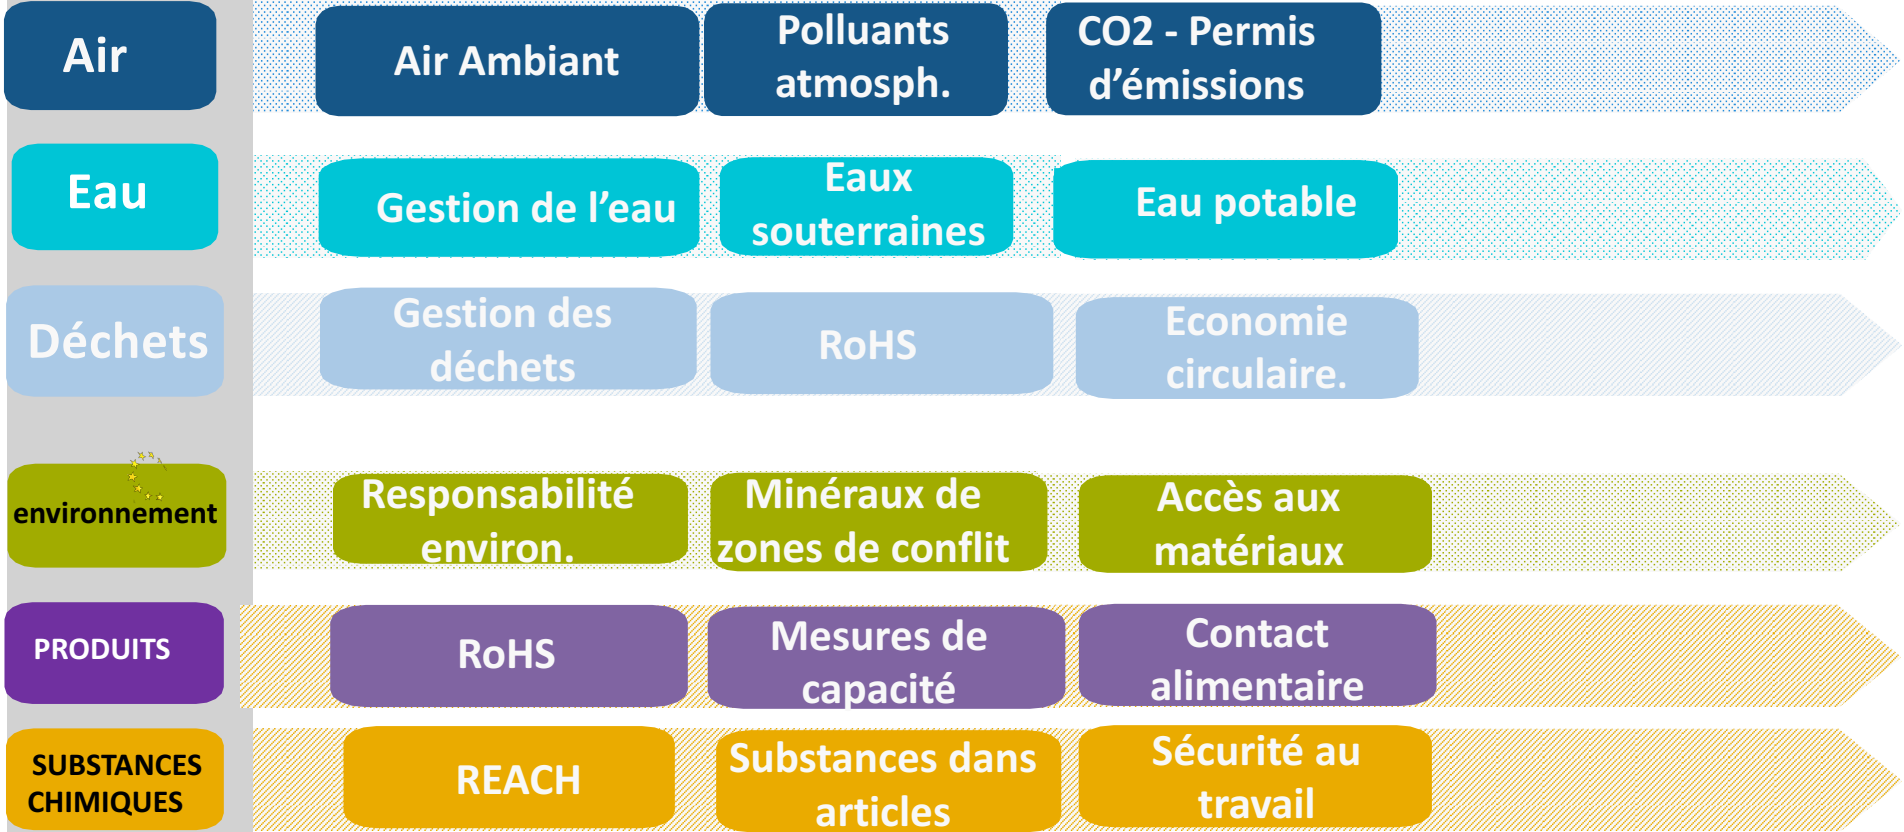 Air
Air Ambiant
Polluants
atmosph.
CO2 - Permis
d’émissions
Eau
Gestion de l’eau
Eaux
souterraines
Eau potable
Déchets
Gestion des
déchets
RoHS
Economie
circulaire.
environnement
Responsabilité
environ.
Minéraux de
zones de conflit
Accès aux
matériaux
PRODUITS
RoHS
Mesures de
capacité
Contact
alimentaire
SUBSTANCES
CHIMIQUES
REACH
Substances dans
articles
Sécurité au
travail